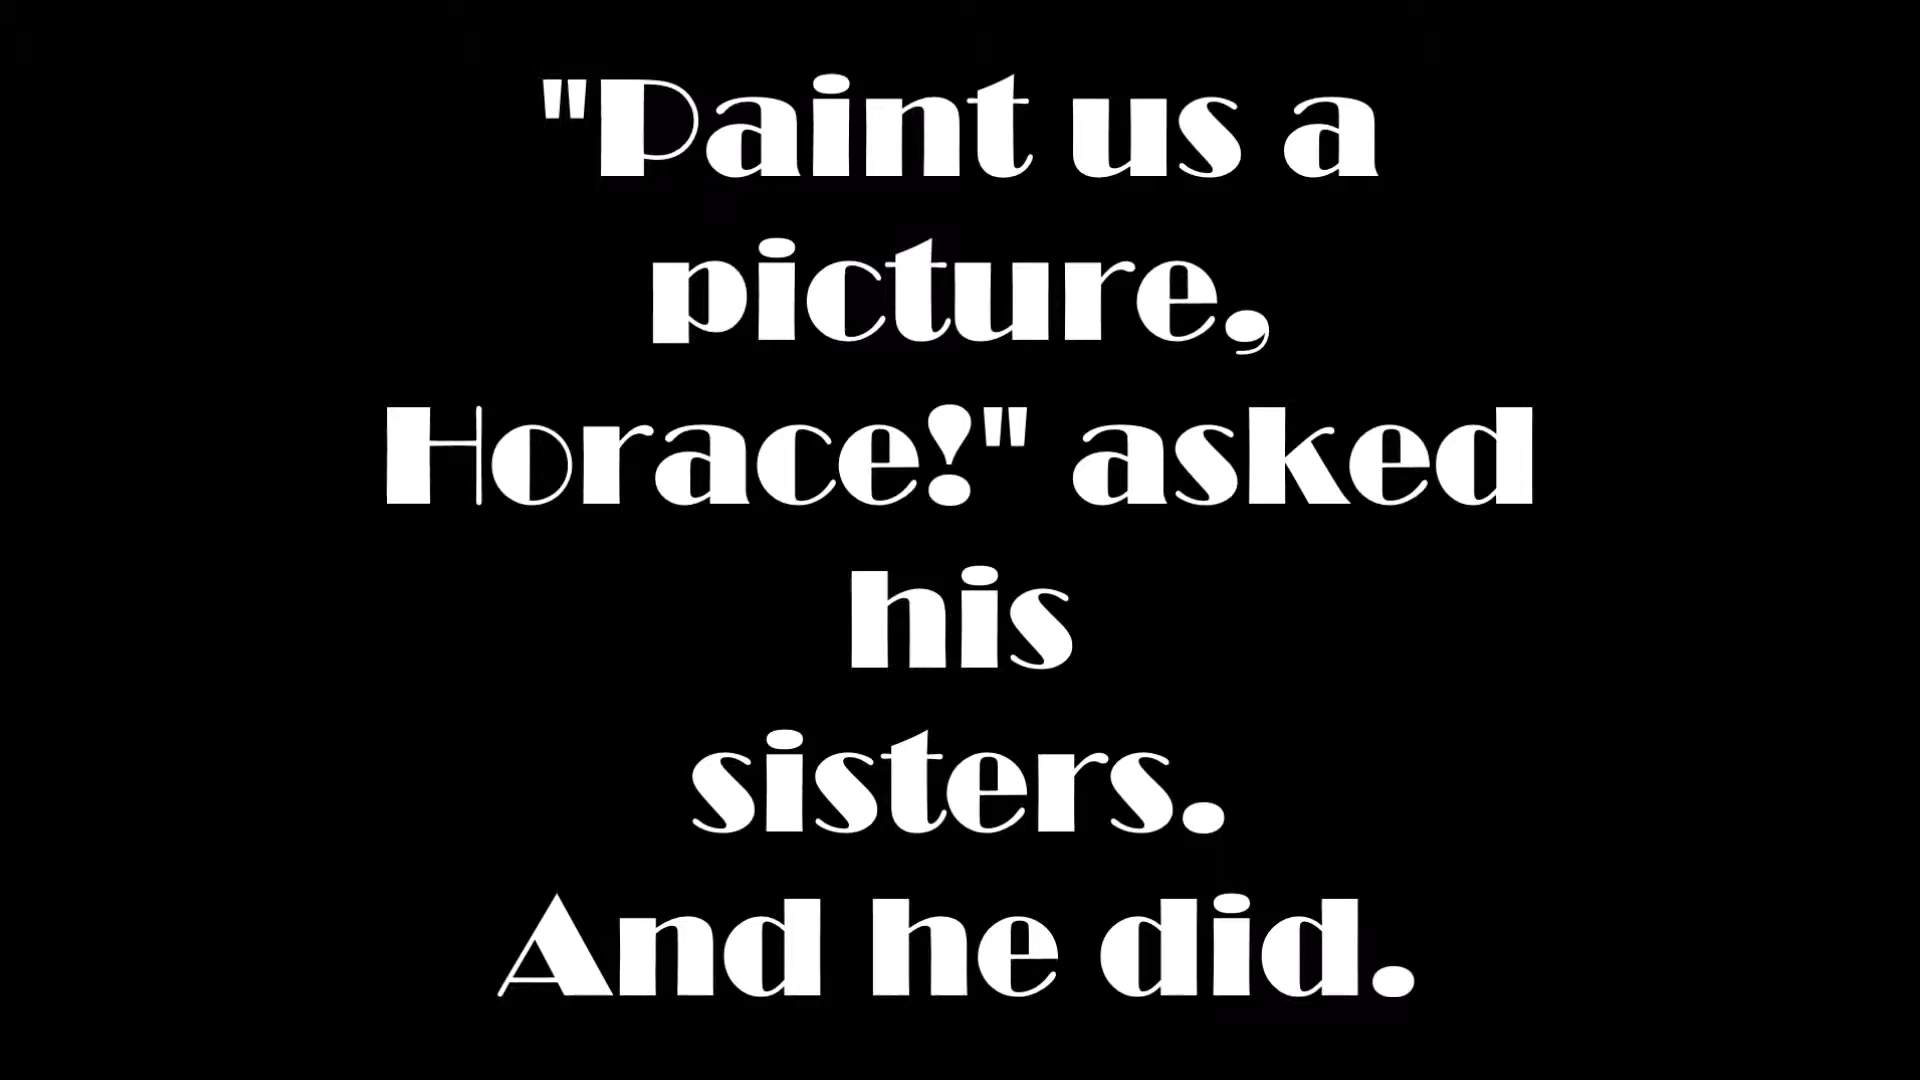 "Paint us a
picture,
Horace!" asked
his
sisters.
And he did.